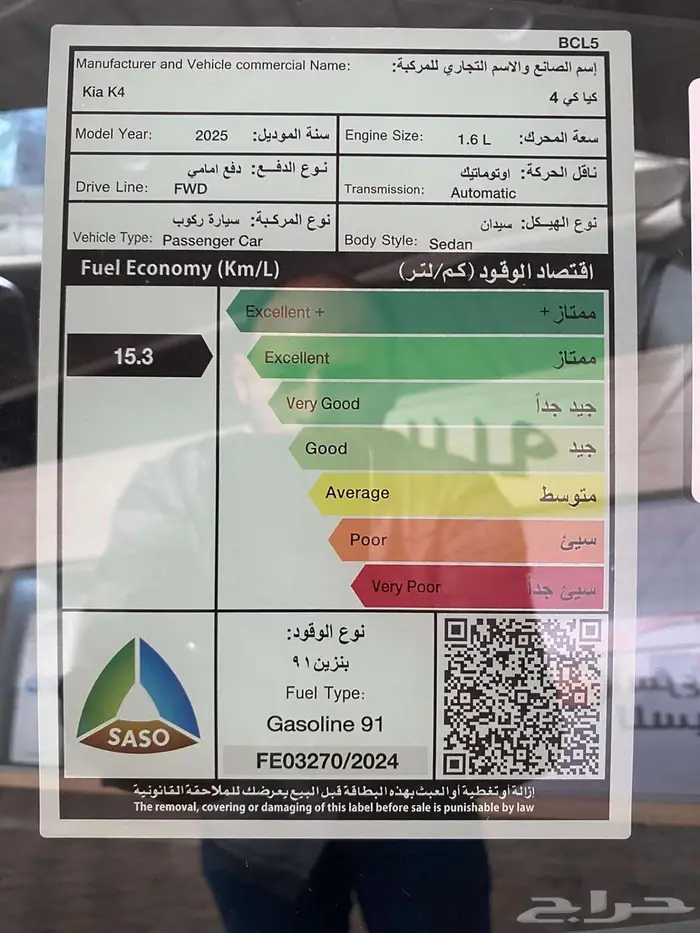 BCL5
Manufacturer and Vehicle commercial Name: إسم الصانع والاسم التجاري للمركبة:
Kia K4 كيا كي 4
Model Year: 2025 سنة الموديل:
Engine Size: 1.6 L سعة المحرك:
نوع الدفع: دفع امامي
Drive Line: FWD
ناقل الحركة: اوتوماتيك
Transmission: Automatic
نوع المركبة: سيارة ركوب
Vehicle Type: Passenger Car
نوع الهيكل: سيدان
Body Style: Sedan
Fuel Economy (Km/L) اقتصاد الوقود (كم/لتر)
Excellent + ممتاز +
15.3
Excellent ممتاز
Very Good جيد جداً
Good جيد
Average متوسط
Poor سيئ
Very Poor سيئ جداً
SASO
نوع الوقود:
بنزين ٩١
Fuel Type:
Gasoline 91
FE03270/2024
إزالة أو تغطية أو العبث بهذه البطاقة قبل البيع يعرضك للملاحقة القانونية
The removal, covering or damaging of this label before sale is punishable by law
حراج